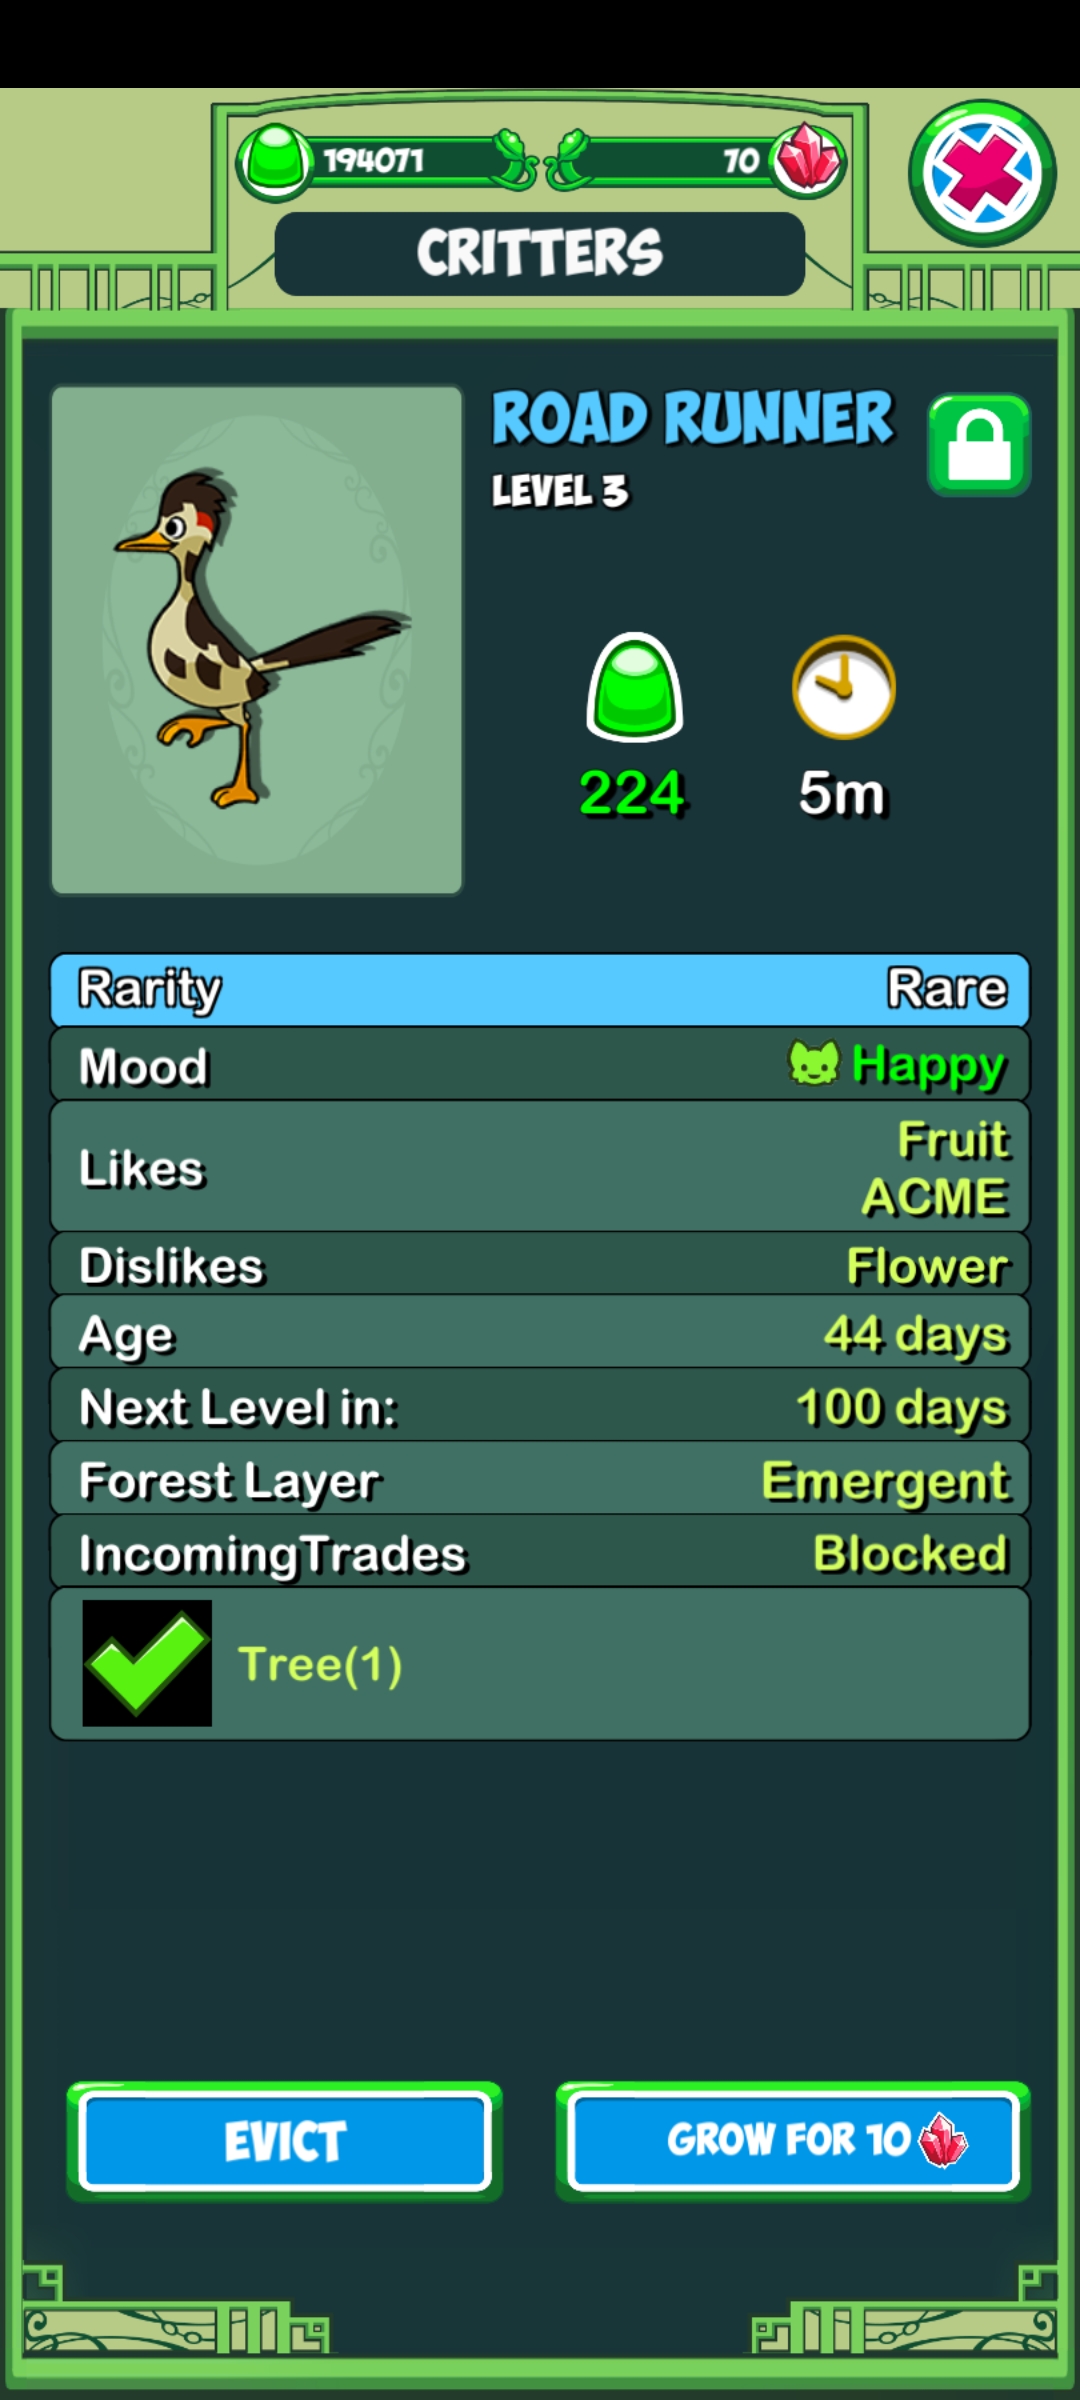 194071
70
CRITTERS
ROAD RUNNER
LEVEL 3
224
5m
Rarity Rare
Mood Happy
Likes Fruit
ACME
Dislikes Flower
Age 44 days
Next Level in: 100 days
Forest Layer Emergent
IncomingTrades Blocked
Tree(1)
EVICT
GROW FOR 10